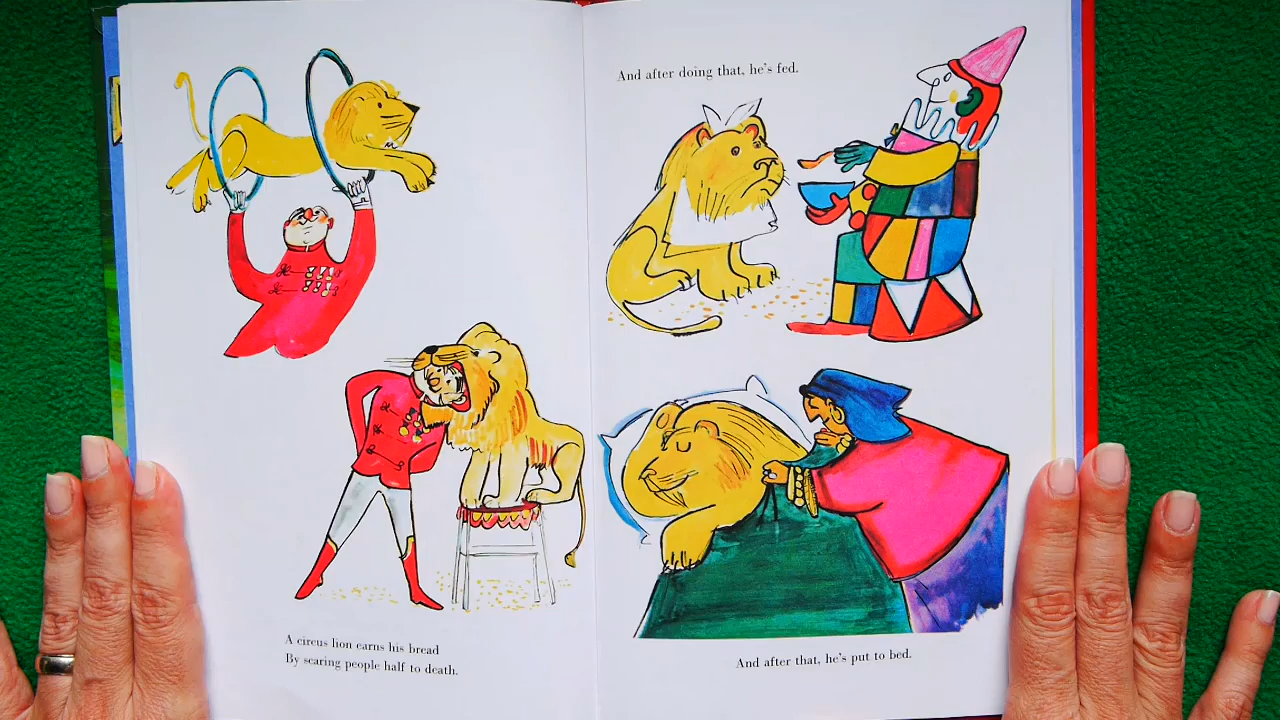 A circus lion earns his bread
By scaring people half to death.
And after doing that, he's fed.
And after that, he's put to bed.